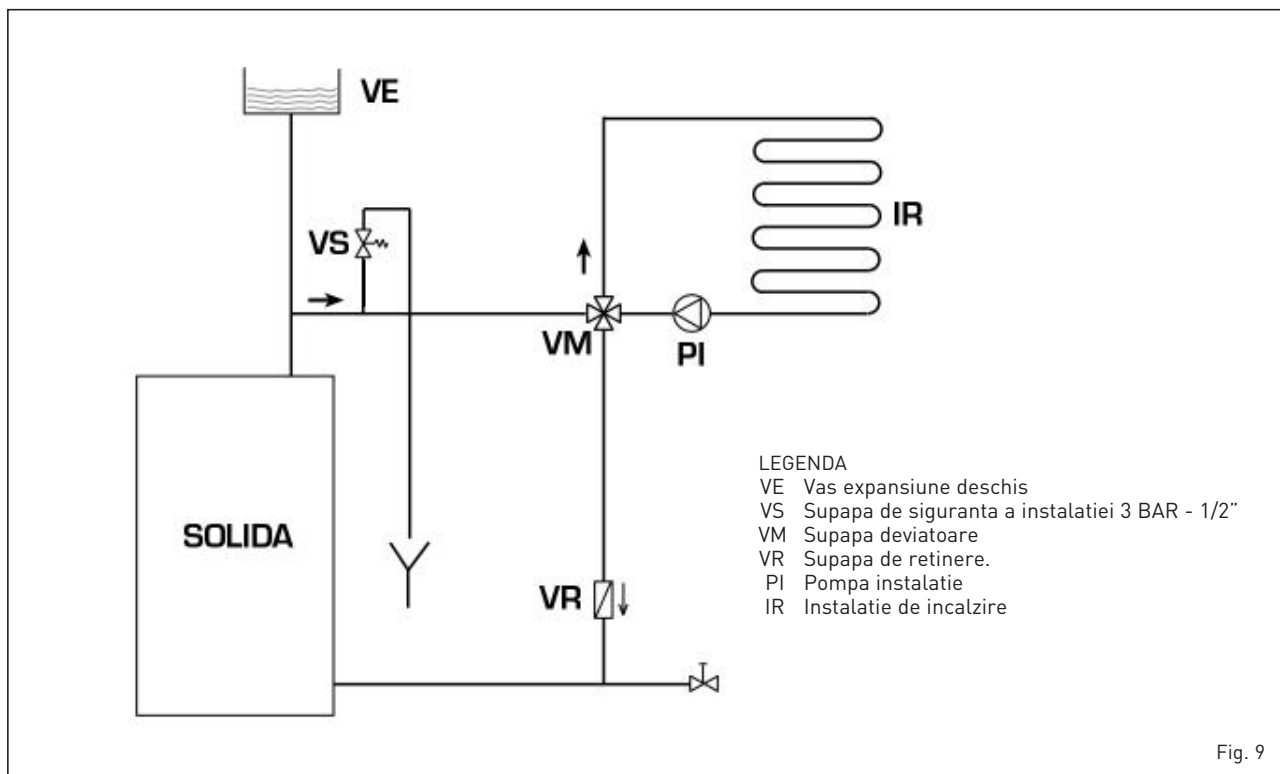 VE
VS
IR
VM
PI
SOLIDA
VR
LEGENDA
VE Vas expansiune deschis
VS Supapa de siguranta a instalatiei 3 BAR - 1/2”
VM Supapa deviatoare
VR Supapa de retinere.
PI Pompa instalatie
IR Instalatie de incalzire
Fig. 9